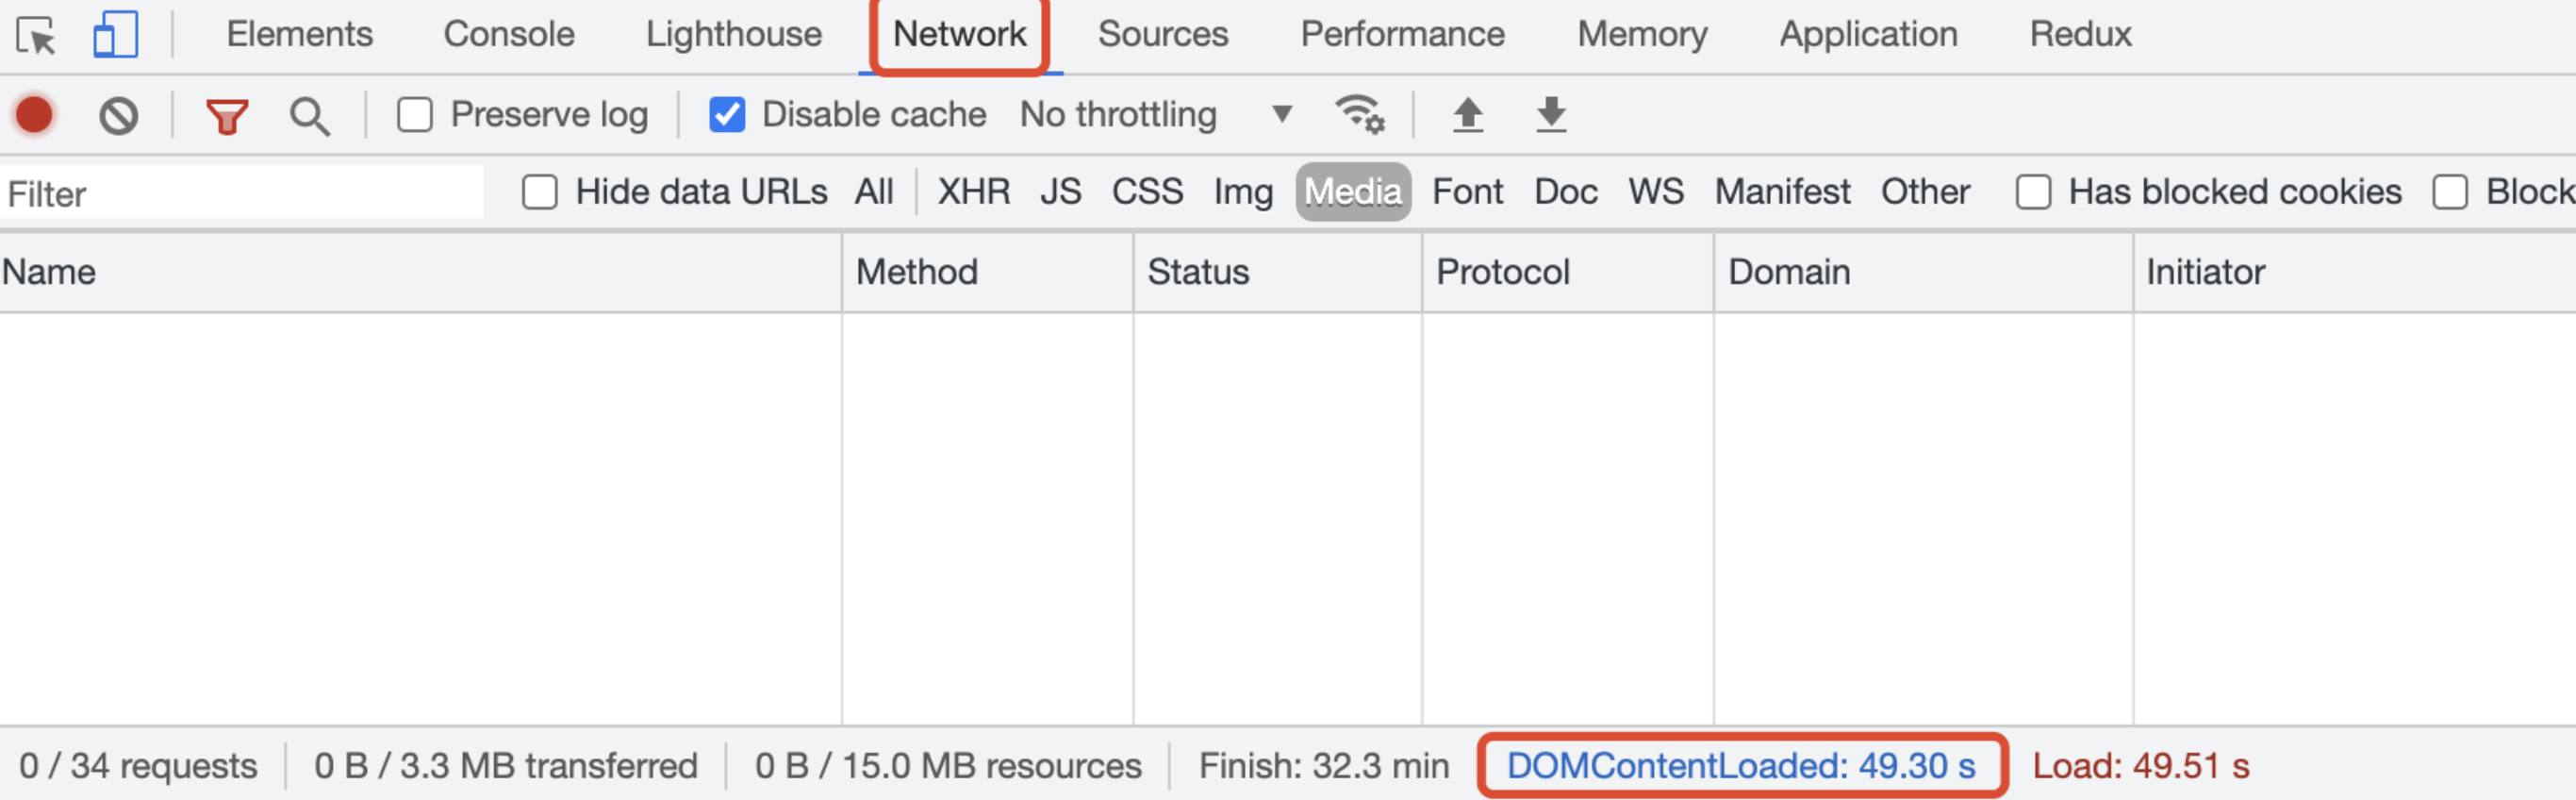 Elements Console Lighthouse Network Sources Performance Memory Application Redux
Preserve log Disable cache No throttling
Filter Hide data URLs All XHR JS CSS Img Media Font Doc WS Manifest Other Has blocked cookies Block
Name Method Status Protocol Domain Initiator
0 / 34 requests 0 B / 3.3 MB transferred 0 B / 15.0 MB resources Finish: 32.3 min DOMContentLoaded: 49.30 s Load: 49.51 s